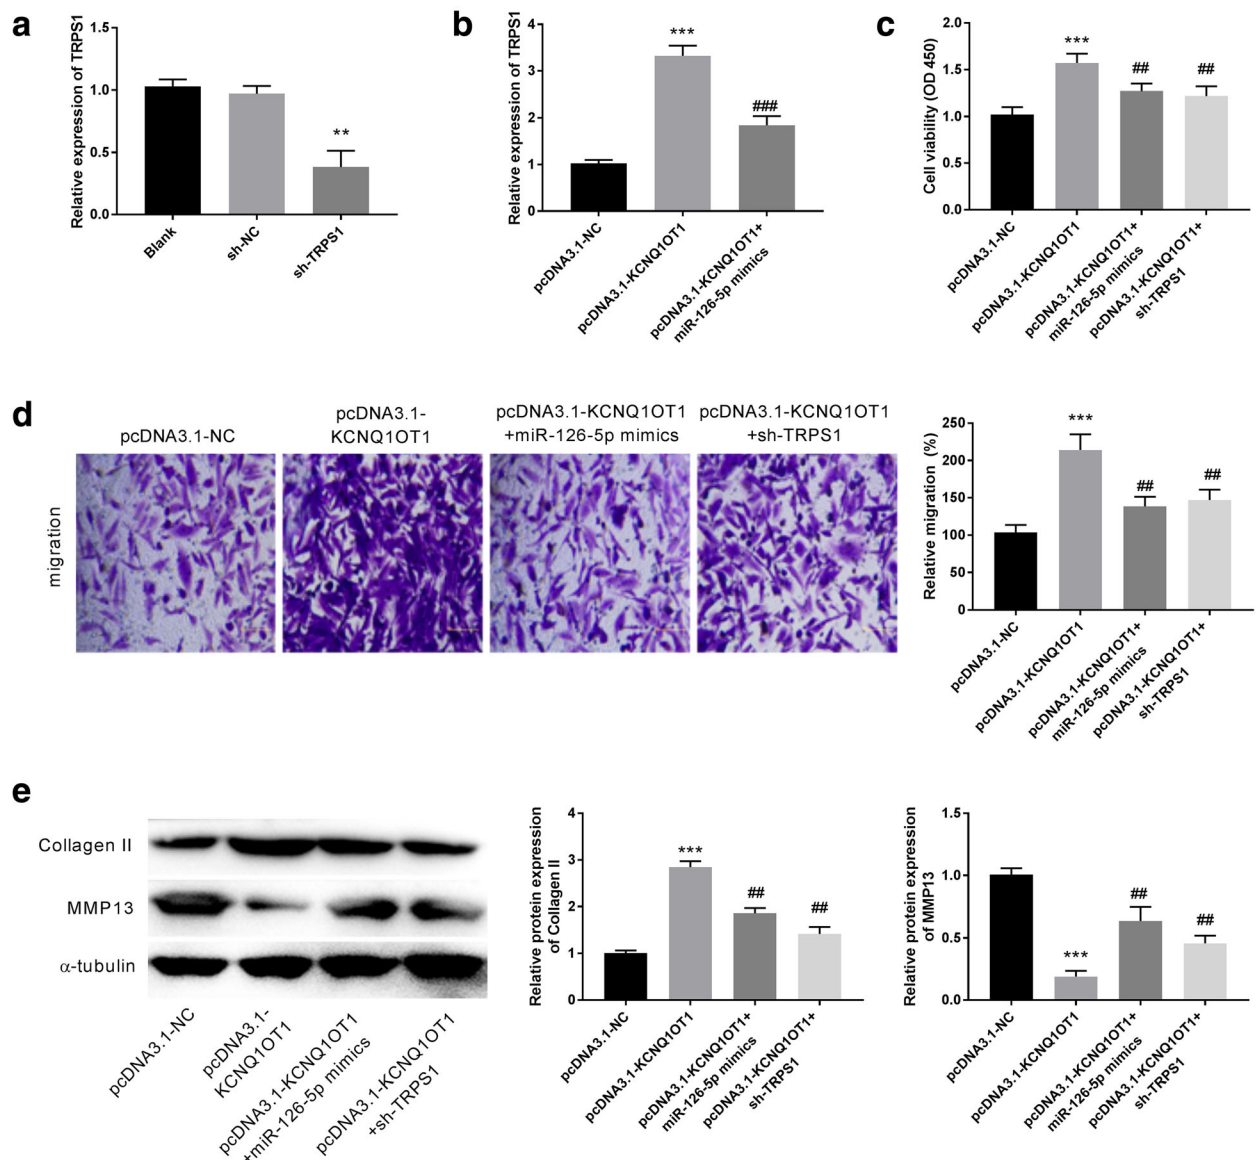 a
Relative expression of TRPS1
1.5
1.0
0.5
0.0
**
Blank
sh-NC
sh-TRPS1
b
Relative expression of TRPS1
4
3
2
1
0
***
###
pcDNA3.1-NC
pcDNA3.1-KCNQ1OT1
pcDNA3.1-KCNQ1OT1+
miR-126-5p mimics
c
Cell viability (OD 450)
2.0
1.5
1.0
0.5
0.0
***
##
##
pcDNA3.1-NC
pcDNA3.1-KCNQ1OT1
pcDNA3.1-KCNQ1OT1+
miR-126-5p mimics
pcDNA3.1-KCNQ1OT1+
sh-TRPS1
d
pcDNA3.1-NC
pcDNA3.1-
KCNQ1OT1
pcDNA3.1-KCNQ1OT1
+miR-126-5p mimics
pcDNA3.1-KCNQ1OT1
+sh-TRPS1
migration
Relative migration (%)
250
200
150
100
50
0
***
##
##
pcDNA3.1-NC
pcDNA3.1-KCNQ1OT1
pcDNA3.1-KCNQ1OT1+
miR-126-5p mimics
pcDNA3.1-KCNQ1OT1+
sh-TRPS1
e
Collagen II
MMP13
α-tubulin
pcDNA3.1-NC
pcDNA3.1-
KCNQ1OT1
pcDNA3.1-KCNQ1OT1
+miR-126-5p mimics
pcDNA3.1-KCNQ1OT1
+sh-TRPS1
Relative protein expression
of Collagen II
4
3
2
1
0
***
##
##
pcDNA3.1-NC
pcDNA3.1-KCNQ1OT1
pcDNA3.1-KCNQ1OT1+
miR-126-5p mimics
pcDNA3.1-KCNQ1OT1+
sh-TRPS1
Relative protein expression
of MMP13
1.5
1.0
0.5
0.0
***
##
##
pcDNA3.1-NC
pcDNA3.1-KCNQ1OT1
pcDNA3.1-KCNQ1OT1+
miR-126-5p mimics
pcDNA3.1-KCNQ1OT1+
sh-TRPS1